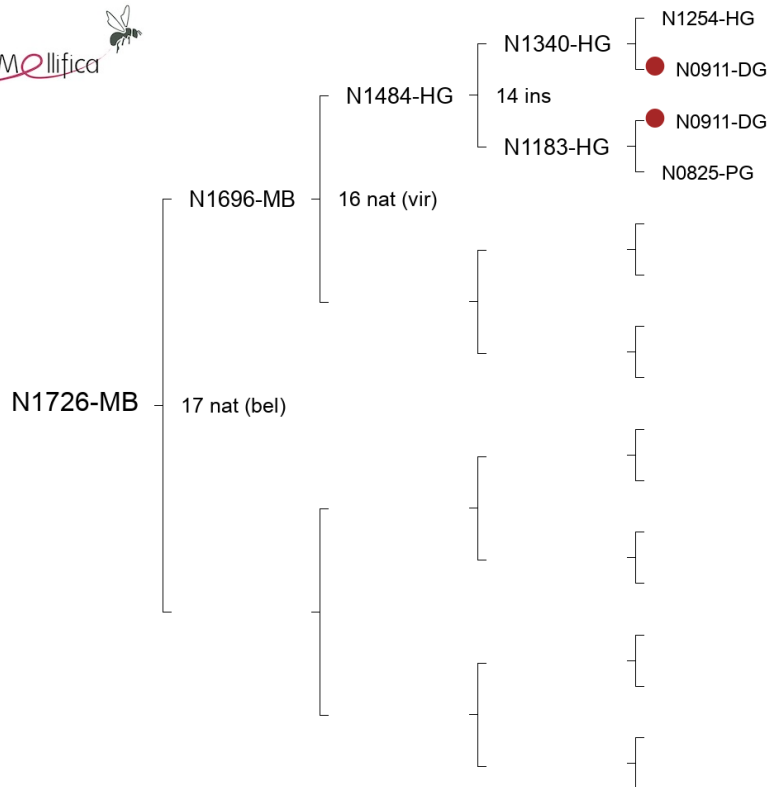 Mellifica
N1254-HG
N1340-HG
N0911-DG
N1484-HG
14 ins
N0911-DG
N1183-HG
N0825-PG
N1696-MB
16 nat (vir)
N1726-MB
17 nat (bel)